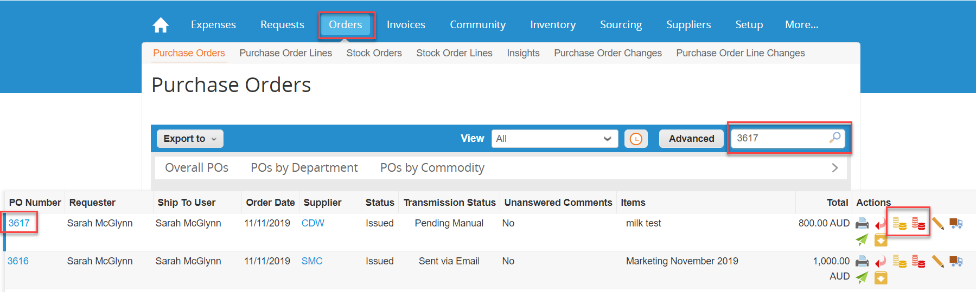 Expenses Requests Orders Invoices Community Inventory Sourcing Suppliers Setup More...
Purchase Orders Purchase Order Lines Stock Orders Stock Order Lines Insights Purchase Order Changes Purchase Order Line Changes
Purchase Orders
Export to View All Advanced 3617
Overall POs POs by Department POs by Commodity
PO Number Requester Ship To User Order Date Supplier Status Transmission Status Unanswered Comments Items Total Actions
3617 Sarah McGlynn Sarah McGlynn 11/11/2019 CDW Issued Pending Manual No milk test 800.00 AUD
3616 Sarah McGlynn Sarah McGlynn 11/11/2019 SMC Issued Sent via Email No Marketing November 2019 1,000.00
AUD